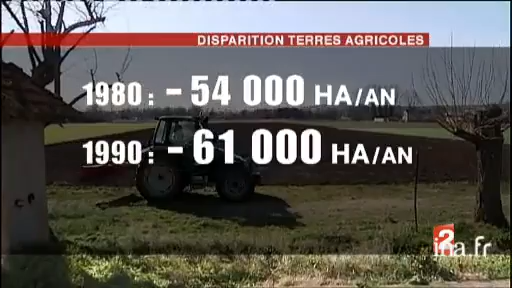 DISPARITION TERRES AGRICOLES
1980 : - 54 000 HA/AN
1990 : - 61 000 HA/AN
2
ina.fr